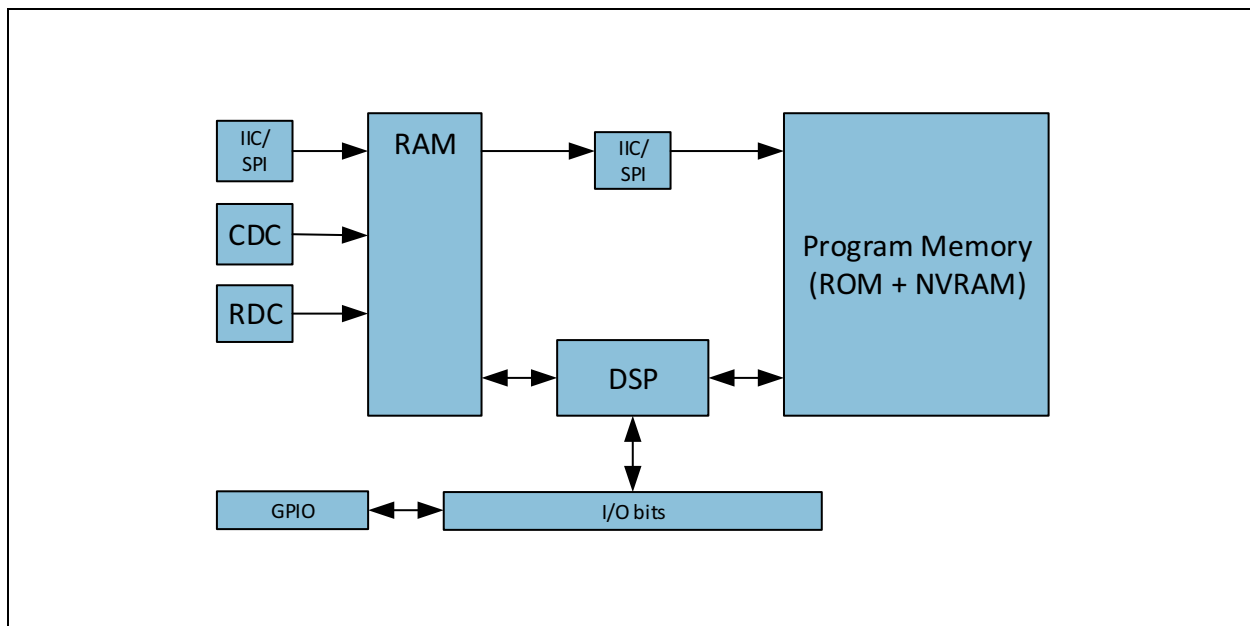 IIC/
SPI
RAM
IIC/
SPI
CDC
RDC
Program Memory
(ROM + NVRAM)
DSP
GPIO
I/O bits